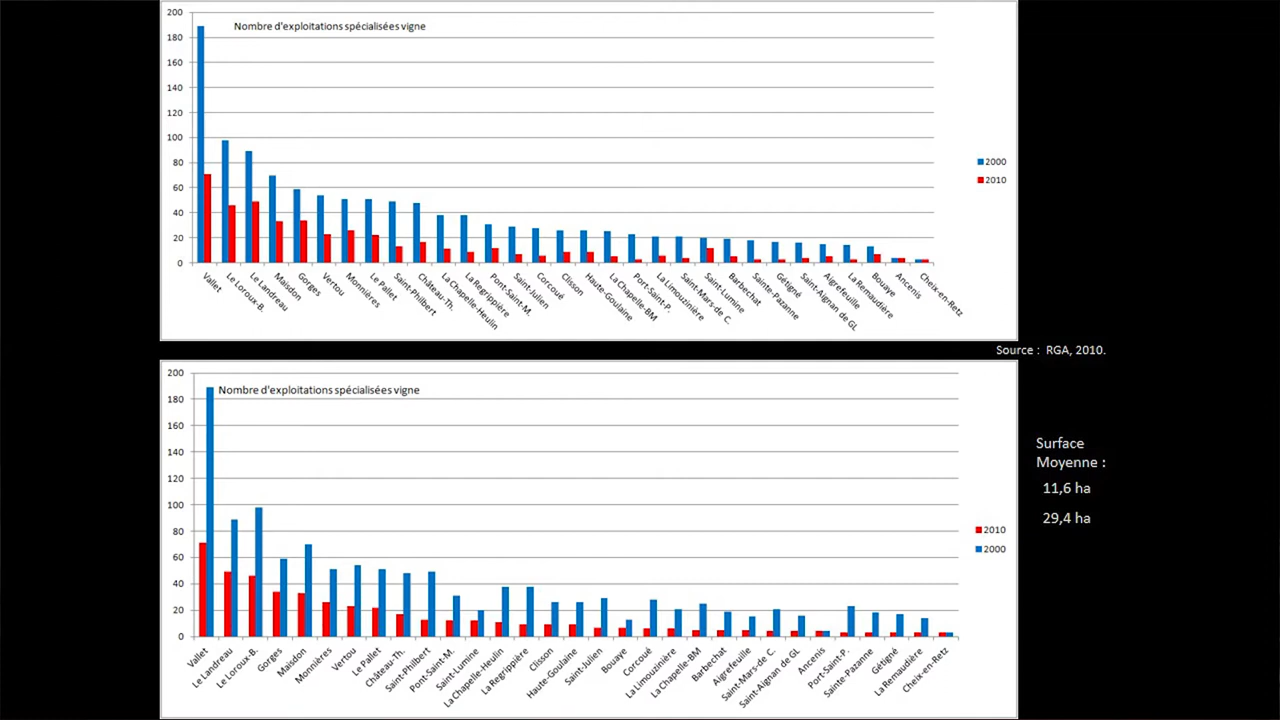 Nombre d'exploitations spécialisées vigne
200
180
160
140
120
100
80
60
40
20
0
2000
2010
Vallet
Le Loroux-B.
Le Landreau
Maisdon
Gorges
Vertou
Monnières
Le Pallet
Saint-Philbert
Château-Th.
La Chapelle-Heulin
La Regrippière
Pont-Saint-M.
Saint-Julien
Corcoué
Clisson
Haute-Goulaine
La Chapelle-BM
Port-Saint-P.
La Limouzinière
Saint-Mars-de C.
Saint-Lumine
Barbechat
Sainte-Pazanne
Gétigné
Saint-Aignan de GL
Aigrefeuille
La Remaudière
Bouaye
Ancenis
Cheix-en-Retz
Source : RGA, 2010.
Nombre d'exploitations spécialisées vigne
200
180
160
140
120
100
80
60
40
20
0
2010
2000
Vallet
Le Landreau
Le Loroux-B.
Gorges
Maisdon
Monnières
Vertou
Le Pallet
Château-Th.
Saint-Philbert
Pont-Saint-M.
Saint-Lumine
La Chapelle-Heulin
La Regrippière
Clisson
Haute-Goulaine
Saint-Julien
Bouaye
Corcoué
La Limouzinière
La Chapelle-BM
Barbechat
Aigrefeuille
Saint-Mars-de C.
Saint-Aignan de GL
Ancenis
Port-Saint-P.
Sainte-Pazanne
Gétigné
La Remaudière
Cheix-en-Retz
Surface
Moyenne :
11,6 ha
29,4 ha